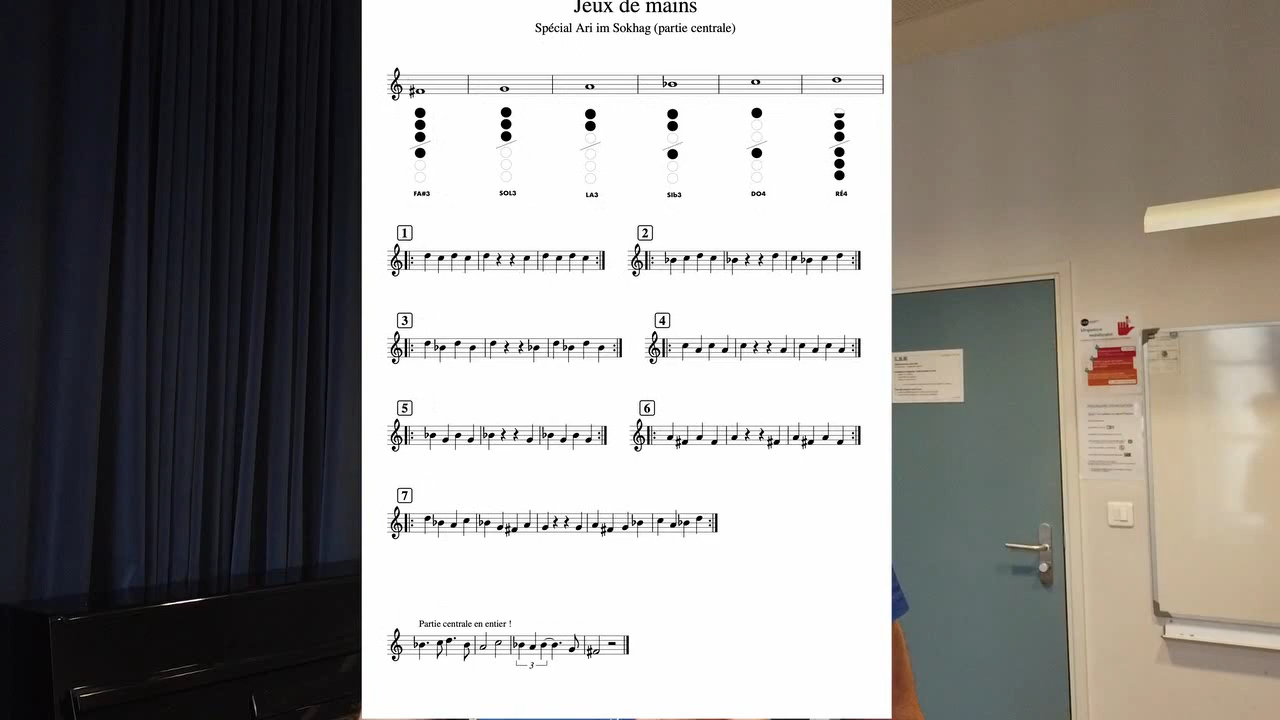 Jeux de mains
Spécial Ari im Sokhag (partie centrale)
FA#3 SOL3 LA3 SIb3 DO4 RÉ4
1 2
3 4
5 6
7
Partie centrale en entier !
3